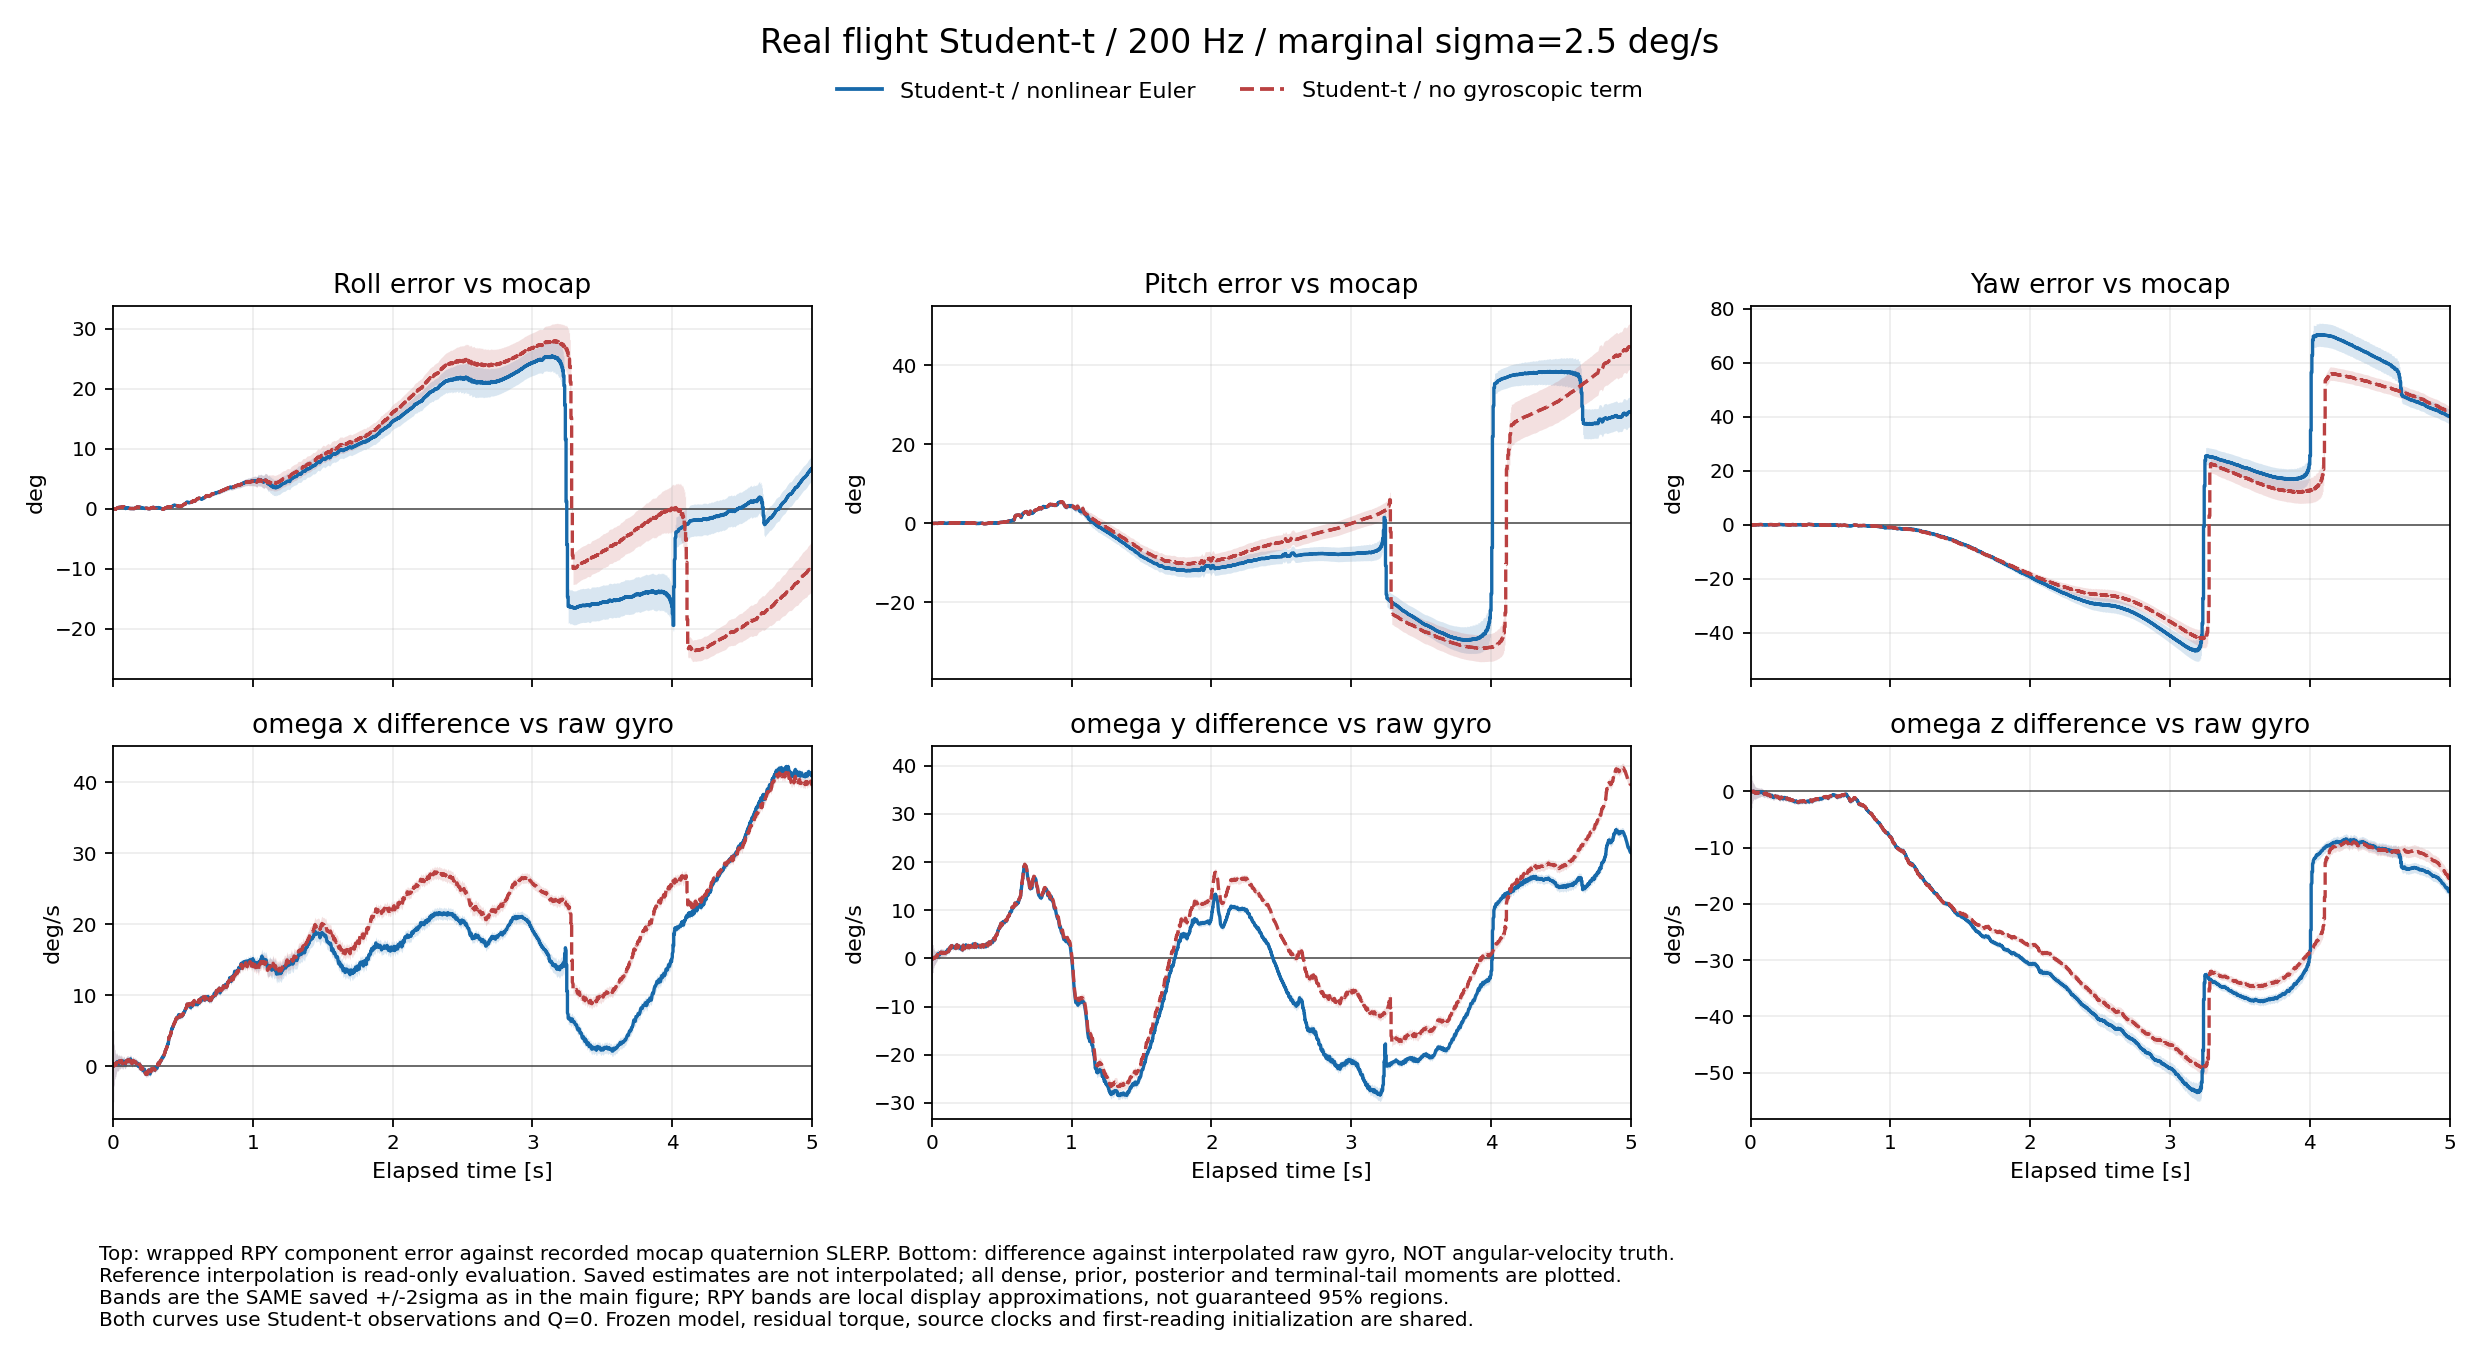 Real flight Student-t / 200 Hz / marginal sigma=2.5 deg/s
Student-t / nonlinear Euler
Student-t / no gyroscopic term
Roll error vs mocap
Pitch error vs mocap
Yaw error vs mocap
deg
30
20
10
0
−10
−20
deg
40
20
0
−20
deg
80
60
40
20
0
−20
−40
omega x difference vs raw gyro
omega y difference vs raw gyro
omega z difference vs raw gyro
deg/s
40
30
20
10
0
deg/s
40
30
20
10
0
−10
−20
−30
deg/s
0
−10
−20
−30
−40
−50
0 1 2 3 4 5
0 1 2 3 4 5
0 1 2 3 4 5
Elapsed time [s]
Elapsed time [s]
Elapsed time [s]
Top: wrapped RPY component error against recorded mocap quaternion SLERP. Bottom: difference against interpolated raw gyro, NOT angular-velocity truth.
Reference interpolation is read-only evaluation. Saved estimates are not interpolated; all dense, prior, posterior and terminal-tail moments are plotted.
Bands are the SAME saved +/-2sigma as in the main figure; RPY bands are local display approximations, not guaranteed 95% regions.
Both curves use Student-t observations and Q=0. Frozen model, residual torque, source clocks and first-reading initialization are shared.